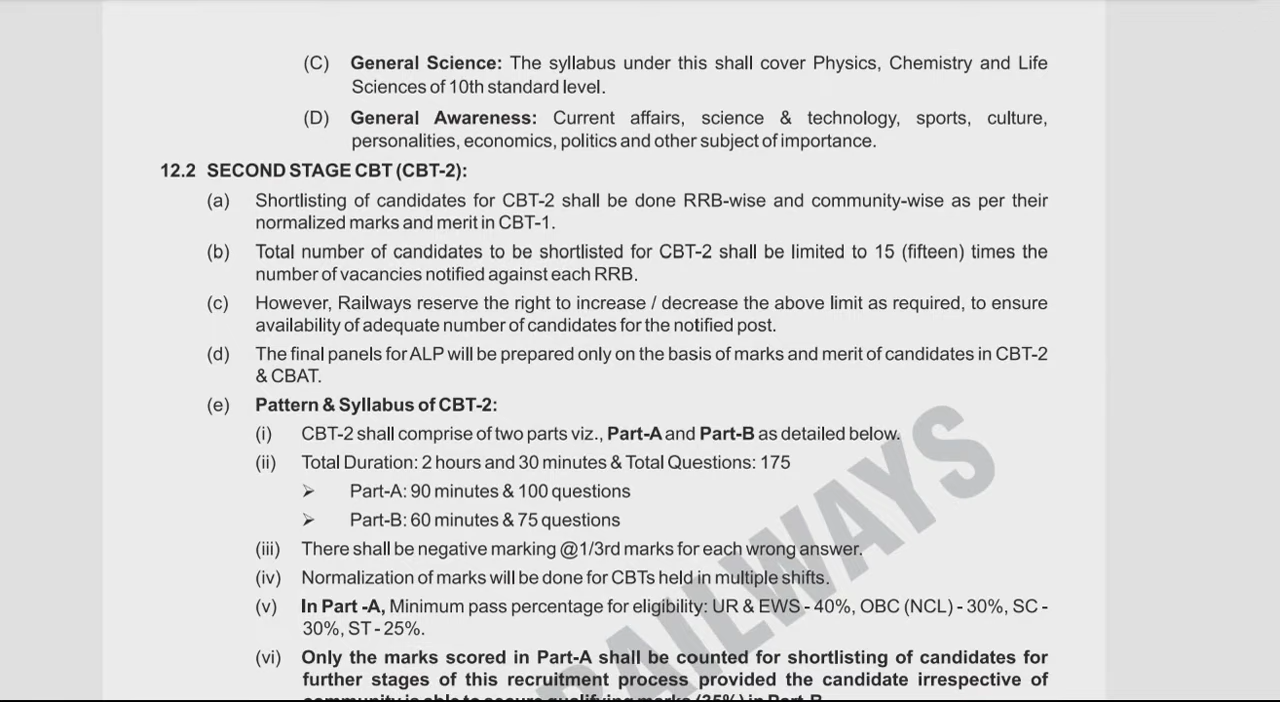 (C) General Science: The syllabus under this shall cover Physics, Chemistry and Life
Sciences of 10th standard level.
(D) General Awareness: Current affairs, science & technology, sports, culture,
personalities, economics, politics and other subject of importance.
12.2 SECOND STAGE CBT (CBT-2):
(a) Shortlisting of candidates for CBT-2 shall be done RRB-wise and community-wise as per their
normalized marks and merit in CBT-1.
(b) Total number of candidates to be shortlisted for CBT-2 shall be limited to 15 (fifteen) times the
number of vacancies notified against each RRB.
(c) However, Railways reserve the right to increase / decrease the above limit as required, to ensure
availability of adequate number of candidates for the notified post.
(d) The final panels for ALP will be prepared only on the basis of marks and merit of candidates in CBT-2
& CBAT.
(e) Pattern & Syllabus of CBT-2:
(i) CBT-2 shall comprise of two parts viz., Part-A and Part-B as detailed below.
(ii) Total Duration: 2 hours and 30 minutes & Total Questions: 175
➢ Part-A: 90 minutes & 100 questions
➢ Part-B: 60 minutes & 75 questions
(iii) There shall be negative marking @1/3rd marks for each wrong answer.
(iv) Normalization of marks will be done for CBTs held in multiple shifts.
(v) In Part -A, Minimum pass percentage for eligibility: UR & EWS - 40%, OBC (NCL) - 30%, SC -
30%, ST - 25%.
(vi) Only the marks scored in Part-A shall be counted for shortlisting of candidates for
further stages of this recruitment process provided the candidate irrespective of
community is able to secure qualifying marks (35%) in Part-B
RAILWAYS